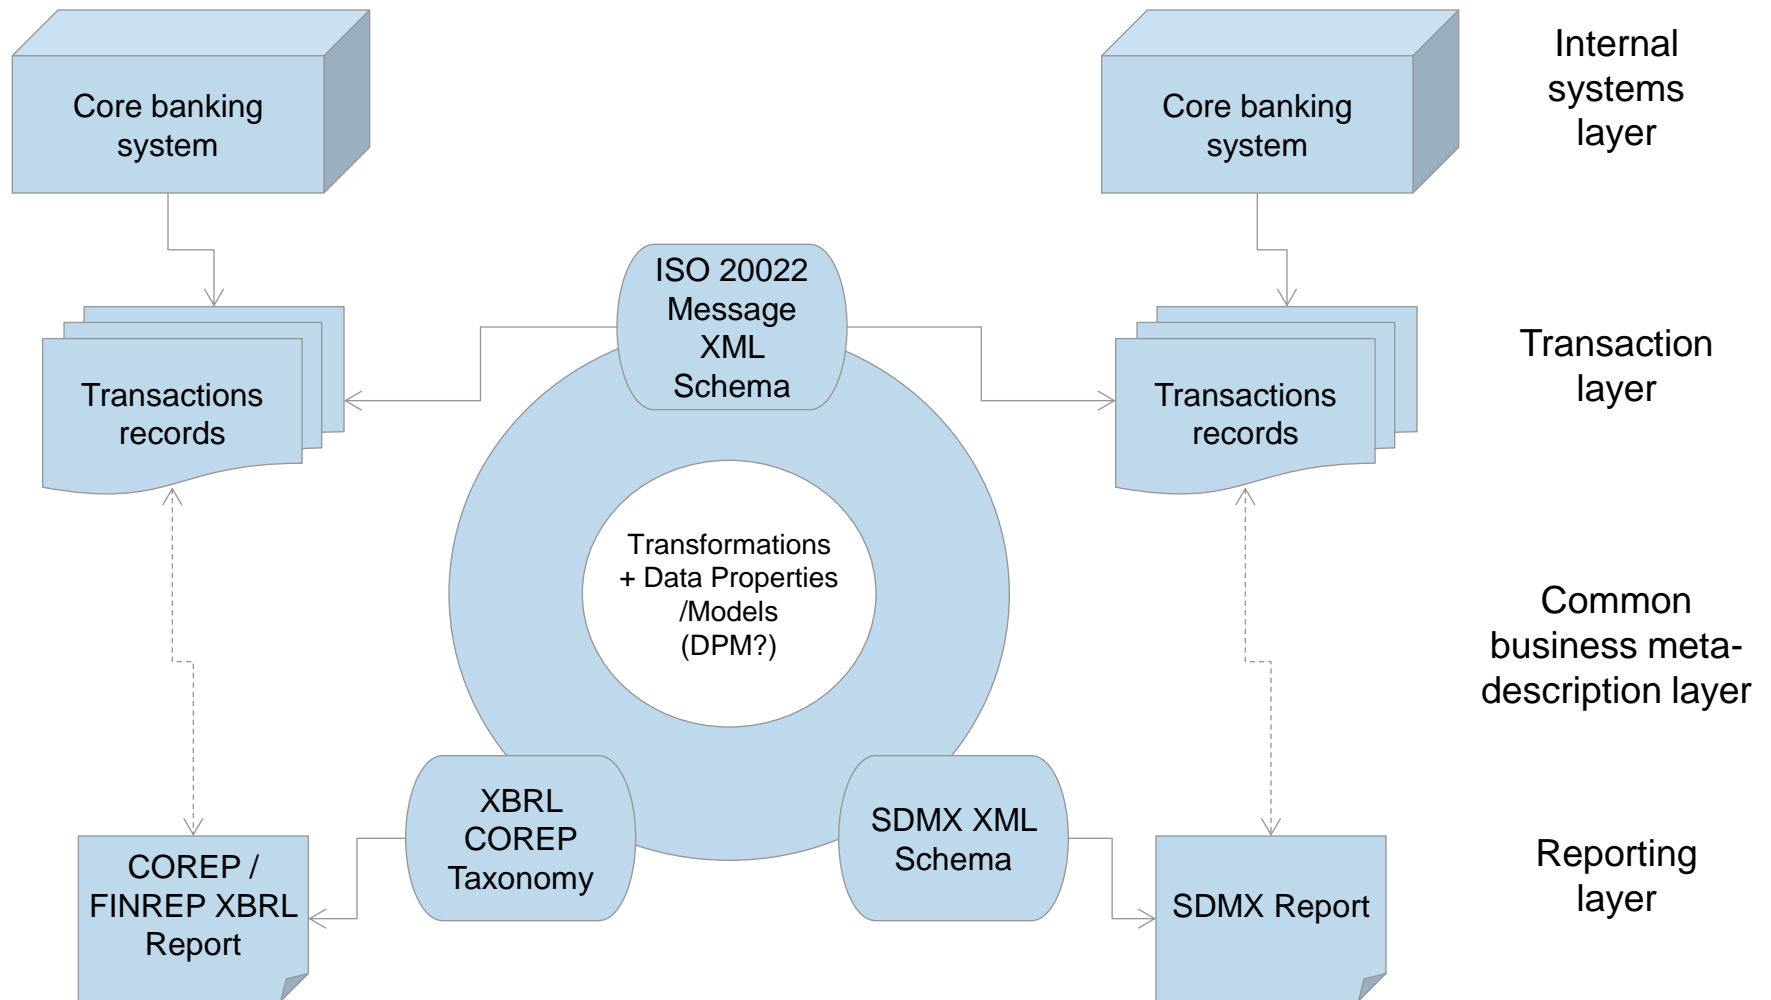 Core banking
system
Core banking
system
Internal
systems
layer
ISO 20022
Message
XML
Schema
Transactions
records
Transactions
records
Transaction
layer
Transformations
+ Data Properties
/Models
(DPM?)
Common
business meta-
description layer
XBRL
COREP
Taxonomy
SDMX XML
Schema
COREP /
FINREP XBRL
Report
SDMX Report
Reporting
layer